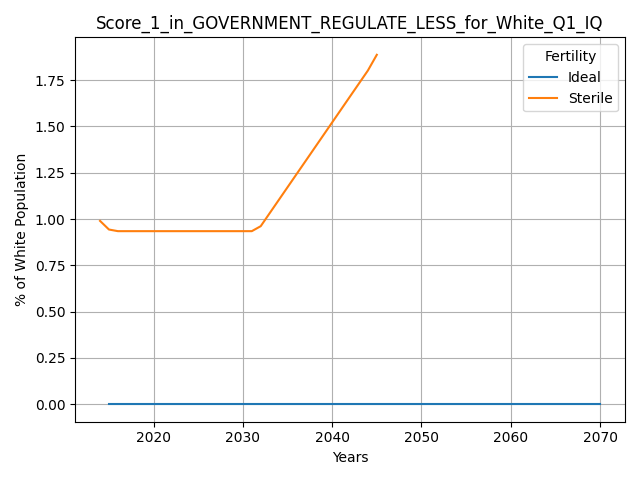 Score_1_in_GOVERNMENT_REGULATE_LESS_for_White_Q1_IQ
Fertility
Ideal
Sterile
% of White Population
1.75
1.50
1.25
1.00
0.75
0.50
0.25
0.00
2020 2030 2040 2050 2060 2070
Years